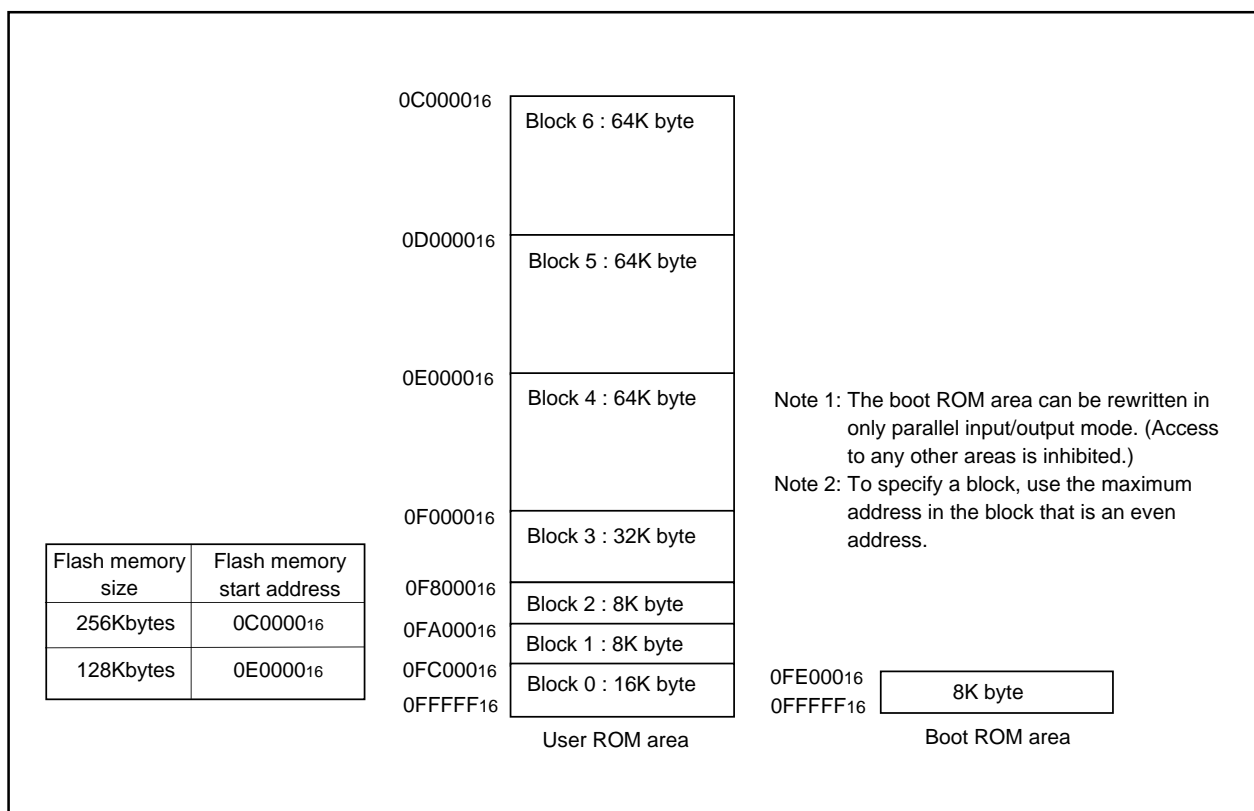 0C000016
Block 6 : 64K byte
0D000016
Block 5 : 64K byte
0E000016
Block 4 : 64K byte
0F000016
Block 3 : 32K byte
0F800016
Block 2 : 8K byte
0FA00016
Block 1 : 8K byte
0FC00016
Block 0 : 16K byte
0FFFFF16
User ROM area
Flash memory size
Flash memory start address
256Kbytes
0C000016
128Kbytes
0E000016
Note 1: The boot ROM area can be rewritten in
only parallel input/output mode. (Access
to any other areas is inhibited.)
Note 2: To specify a block, use the maximum
address in the block that is an even
address.
0FE00016
8K byte
0FFFFF16
Boot ROM area